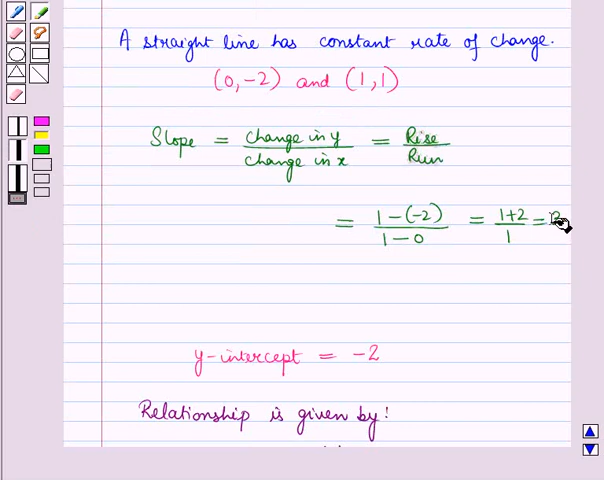 A straight line has constant rate of change.
(0,-2) and (1,1)
Slope = change in y / change in x = Rise / Run
= 1-(-2) / 1-0 = 1+2 / 1 =
y-intercept = -2
Relationship is given by!